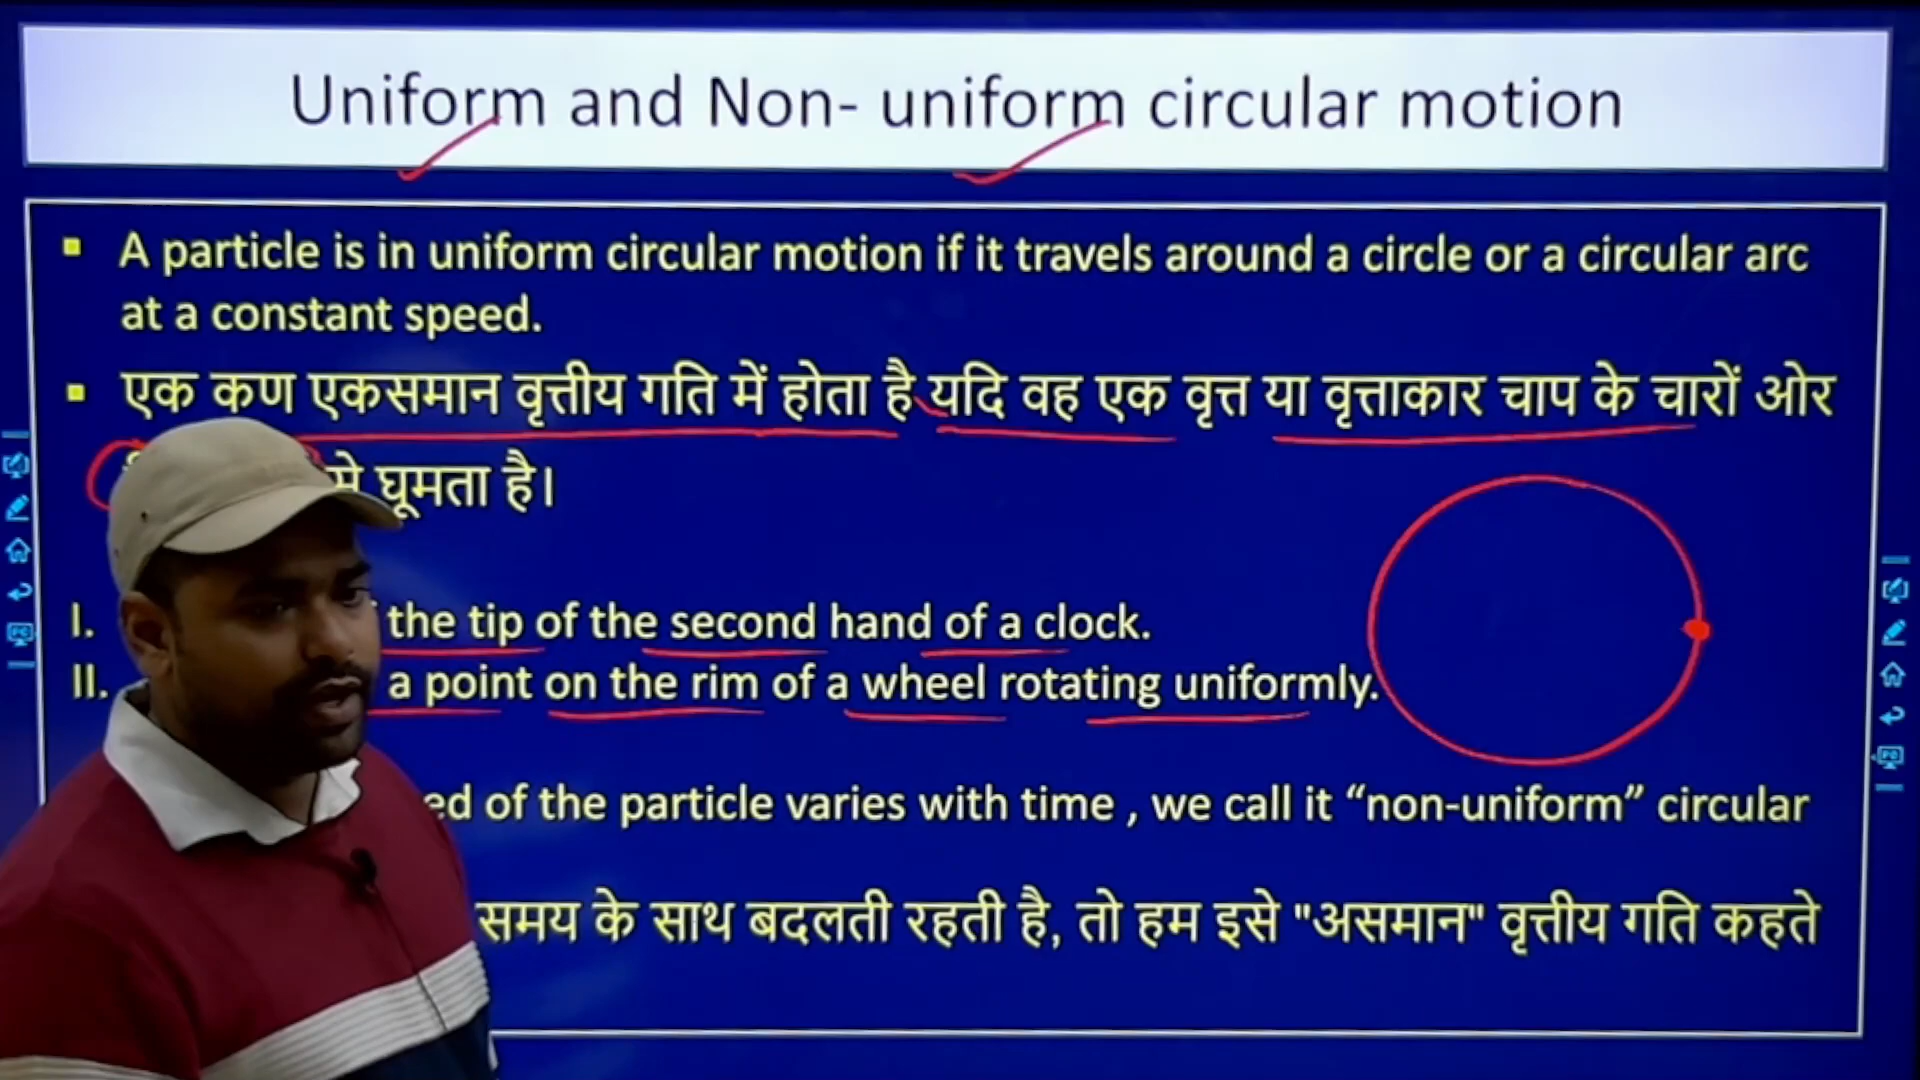 Uniform and Non- uniform circular motion
A particle is in uniform circular motion if it travels around a circle or a circular arc
at a constant speed.
एक कण एकसमान वृत्तीय गति में होता है यदि वह एक वृत्त या वृत्ताकार चाप के चारों ओर
से घूमता है।
I. the tip of the second hand of a clock.
II. a point on the rim of a wheel rotating uniformly.
of the particle varies with time , we call it “non-uniform” circular
समय के साथ बदलती रहती है, तो हम इसे "असमान" वृत्तीय गति कहते